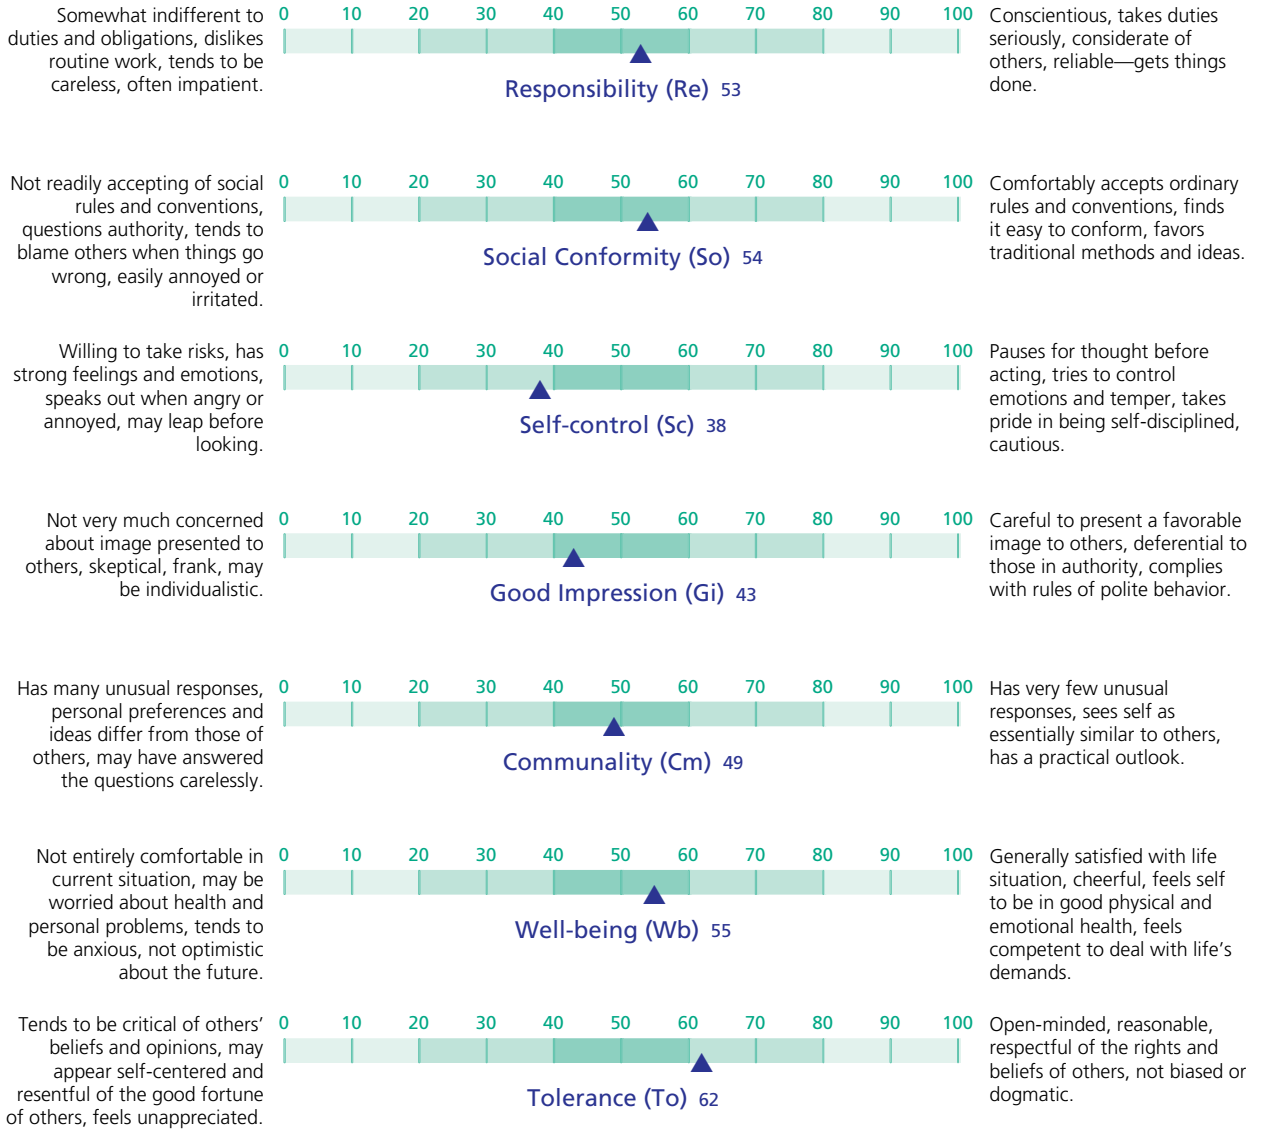 Somewhat indifferent to
duties and obligations, dislikes
routine work, tends to be
careless, often impatient.
0 10 20 30 40 50 60 70 80 90 100
Responsibility (Re) 53
Conscientious, takes duties
seriously, considerate of
others, reliable—gets things
done.
Not readily accepting of social
rules and conventions,
questions authority, tends to
blame others when things go
wrong, easily annoyed or
irritated.
0 10 20 30 40 50 60 70 80 90 100
Social Conformity (So) 54
Comfortably accepts ordinary
rules and conventions, finds
it easy to conform, favors
traditional methods and ideas.
Willing to take risks, has
strong feelings and emotions,
speaks out when angry or
annoyed, may leap before
looking.
0 10 20 30 40 50 60 70 80 90 100
Self-control (Sc) 38
Pauses for thought before
acting, tries to control
emotions and temper, takes
pride in being self-disciplined,
cautious.
Not very much concerned
about image presented to
others, skeptical, frank, may
be individualistic.
0 10 20 30 40 50 60 70 80 90 100
Good Impression (Gi) 43
Careful to present a favorable
image to others, deferential to
those in authority, complies
with rules of polite behavior.
Has many unusual responses,
personal preferences and
ideas differ from those of
others, may have answered
the questions carelessly.
0 10 20 30 40 50 60 70 80 90 100
Communality (Cm) 49
Has very few unusual
responses, sees self as
essentially similar to others,
has a practical outlook.
Not entirely comfortable in
current situation, may be
worried about health and
personal problems, tends to
be anxious, not optimistic
about the future.
0 10 20 30 40 50 60 70 80 90 100
Well-being (Wb) 55
Generally satisfied with life
situation, cheerful, feels self
to be in good physical and
emotional health, feels
competent to deal with life’s
demands.
Tends to be critical of others’
beliefs and opinions, may
appear self-centered and
resentful of the good fortune
of others, feels unappreciated.
0 10 20 30 40 50 60 70 80 90 100
Tolerance (To) 62
Open-minded, reasonable,
respectful of the rights and
beliefs of others, not biased or
dogmatic.